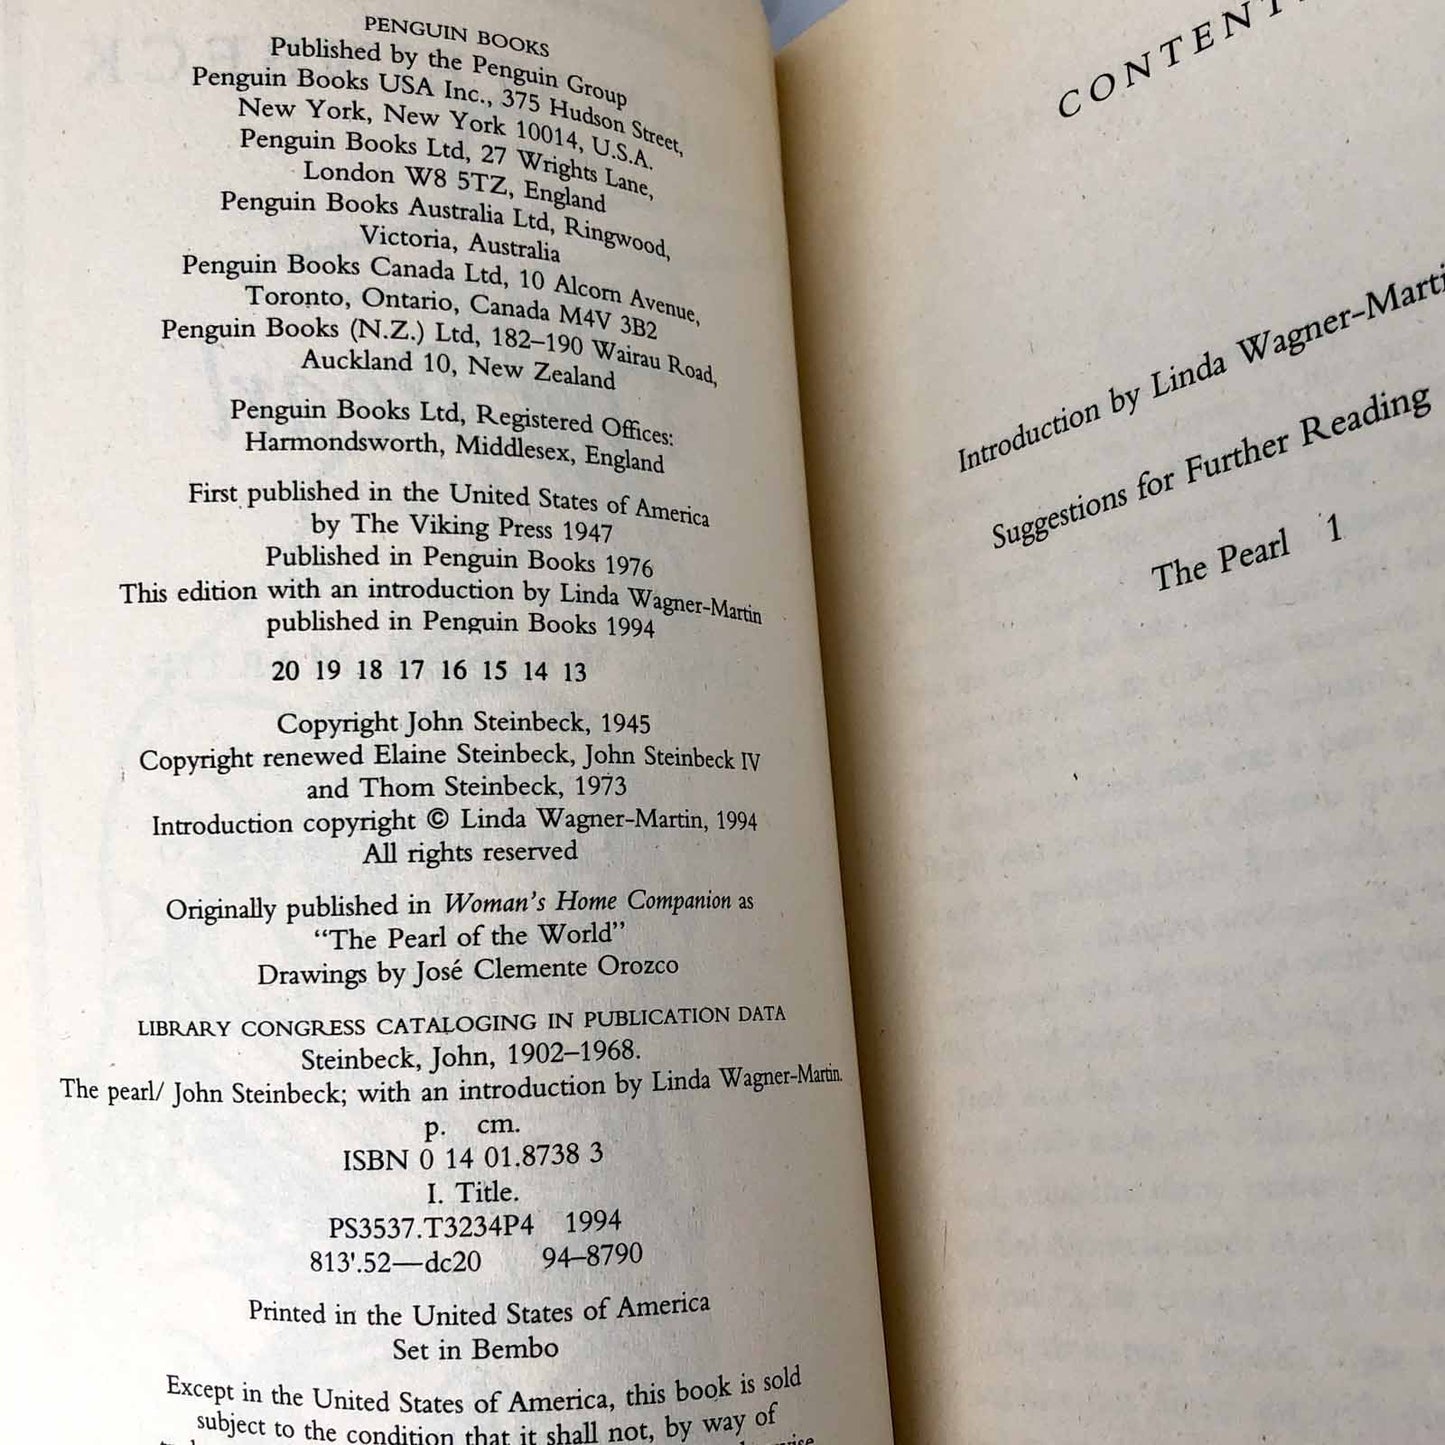 PENGUIN BOOKS
Published by the Penguin Group
Penguin Books USA Inc., 375 Hudson Street,
New York, New York 10014, U.S.A.
Penguin Books Ltd, 27 Wrights Lane,
London W8 5TZ, England
Penguin Books Australia Ltd, Ringwood,
Victoria, Australia
Penguin Books Canada Ltd, 10 Alcorn Avenue,
Toronto, Ontario, Canada M4V 3B2
Penguin Books (N.Z.) Ltd, 182–190 Wairau Road,
Auckland 10, New Zealand
Penguin Books Ltd, Registered Offices:
Harmondsworth, Middlesex, England
First published in the United States of America
by The Viking Press 1947
Published in Penguin Books 1976
This edition with an introduction by Linda Wagner-Martin
published in Penguin Books 1994
20 19 18 17 16 15 14 13
Copyright John Steinbeck, 1945
Copyright renewed Elaine Steinbeck, John Steinbeck IV
and Thom Steinbeck, 1973
Introduction copyright © Linda Wagner-Martin, 1994
All rights reserved
Originally published in Woman's Home Companion as
"The Pearl of the World"
Drawings by José Clemente Orozco
LIBRARY CONGRESS CATALOGING IN PUBLICATION DATA
Steinbeck, John, 1902–1968.
The pearl/ John Steinbeck; with an introduction by Linda Wagner-Martin.
p. cm.
ISBN 0 14 01.8738 3
I. Title.
PS3537.T3234P4 1994
813'.52—dc20 94–8790
Printed in the United States of America
Set in Bembo
Except in the United States of America, this book is sold
subject to the condition that it shall not, by way of
CONTENT
Introduction by Linda Wagner-Marti
Suggestions for Further Reading
The Pearl 1